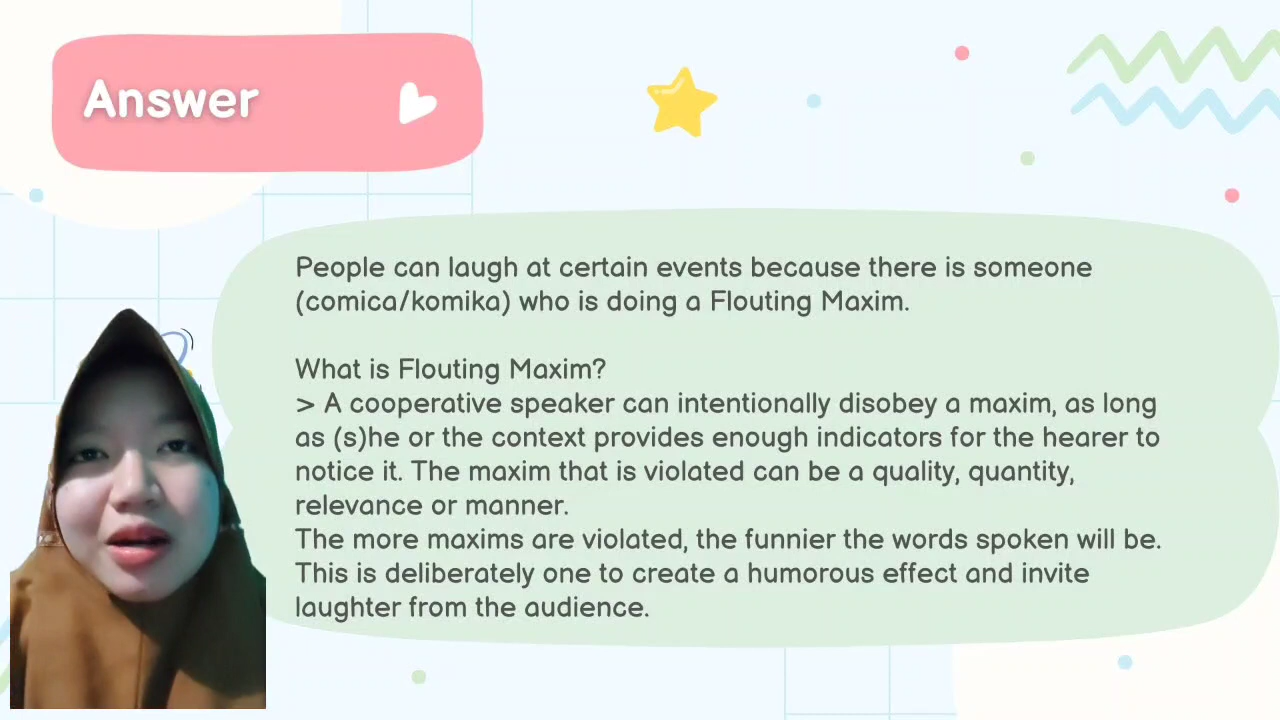 Answer
People can laugh at certain events because there is someone
(comica/komika) who is doing a Flouting Maxim.
What is Flouting Maxim?
> A cooperative speaker can intentionally disobey a maxim, as long
as (s)he or the context provides enough indicators for the hearer to
notice it. The maxim that is violated can be a quality, quantity,
relevance or manner.
The more maxims are violated, the funnier the words spoken will be.
This is deliberately one to create a humorous effect and invite
laughter from the audience.